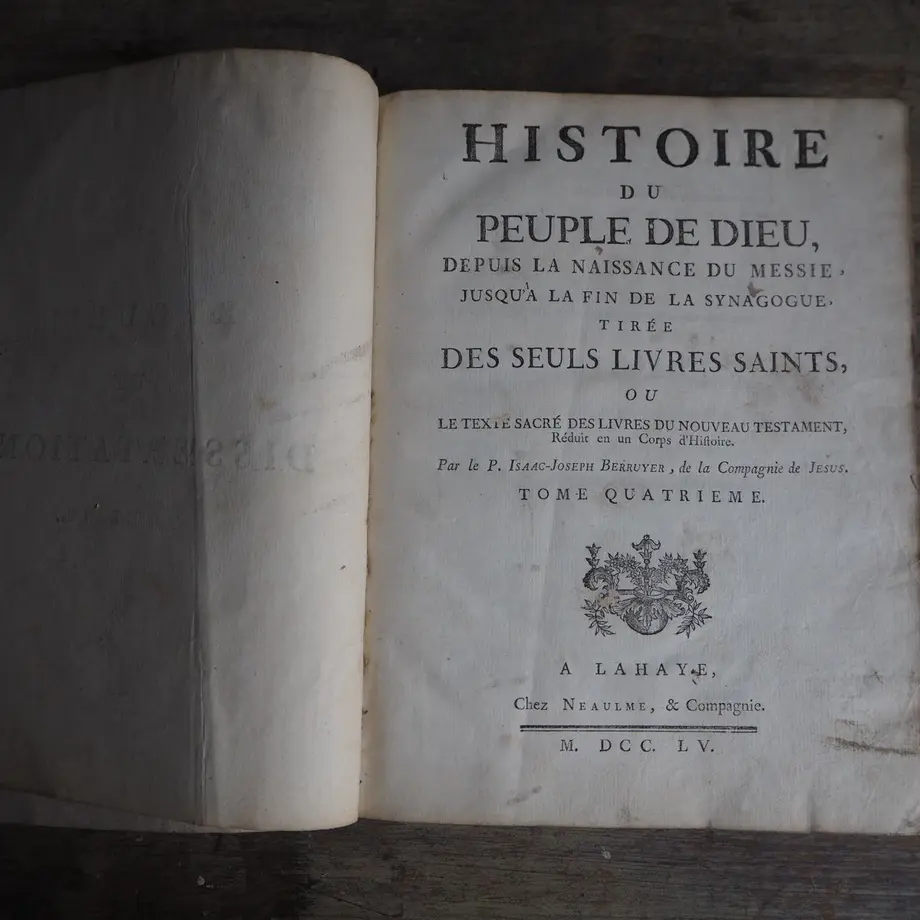 HISTOIRE
DU
PEUPLE DE DIEU,
DEPUIS LA NAISSANCE DU MESSIE,
JUSQU'A LA FIN DE LA SYNAGOGUE,
TIRÉE
DES SEULS LIVRES SAINTS,
OU
LE TEXTE SACRÉ DES LIVRES DU NOUVEAU TESTAMENT,
Réduit en un Corps d'Hiſtoire.
Par le P. ISAAC-JOSEPH BERRUYER, de la Compagnie de JESUS.
TOME QUATRIEME.
A LAHAYE,
Chez NEAULME, & Compagnie.
M. DCC. LV.